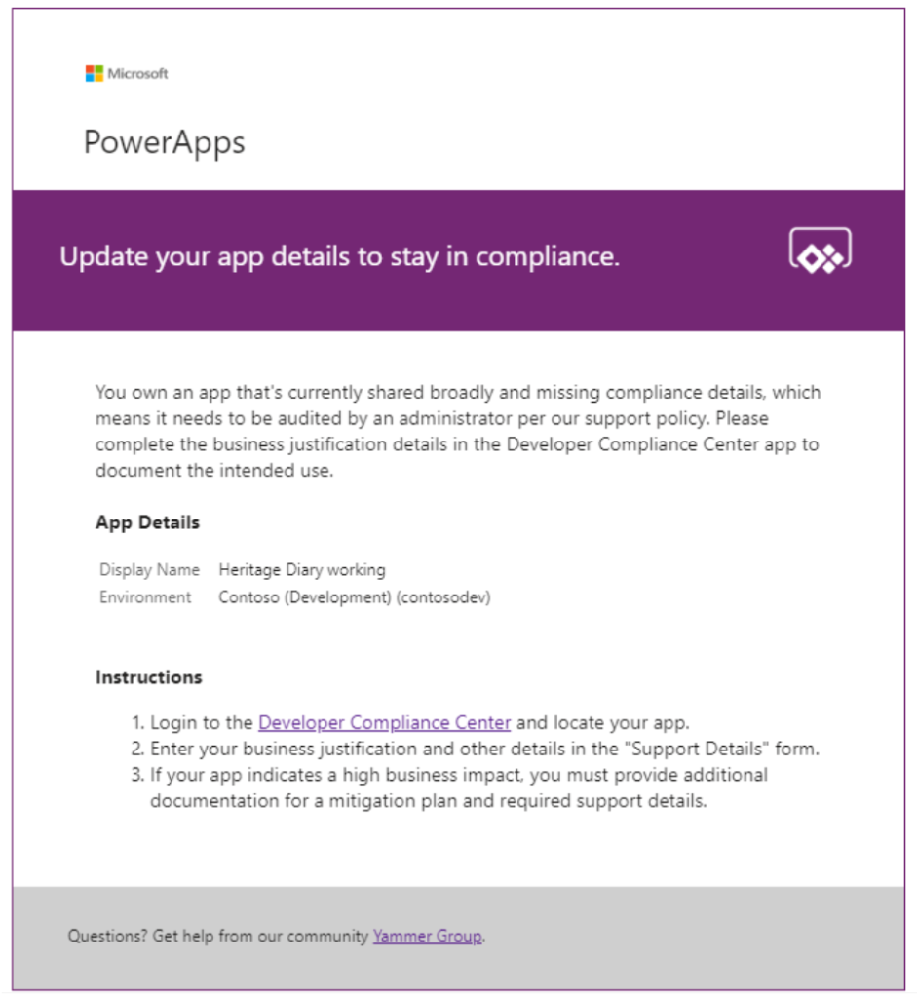 Microsoft
PowerApps
Update your app details to stay in compliance.
You own an app that's currently shared broadly and missing compliance details, which
means it needs to be audited by an administrator per our support policy. Please
complete the business justification details in the Developer Compliance Center app to
document the intended use.
App Details
Display Name Heritage Diary working
Environment Contoso (Development) (contosodev)
Instructions
1. Login to the Developer Compliance Center and locate your app.
2. Enter your business justification and other details in the "Support Details" form.
3. If your app indicates a high business impact, you must provide additional
documentation for a mitigation plan and required support details.
Questions? Get help from our community Yammer Group.